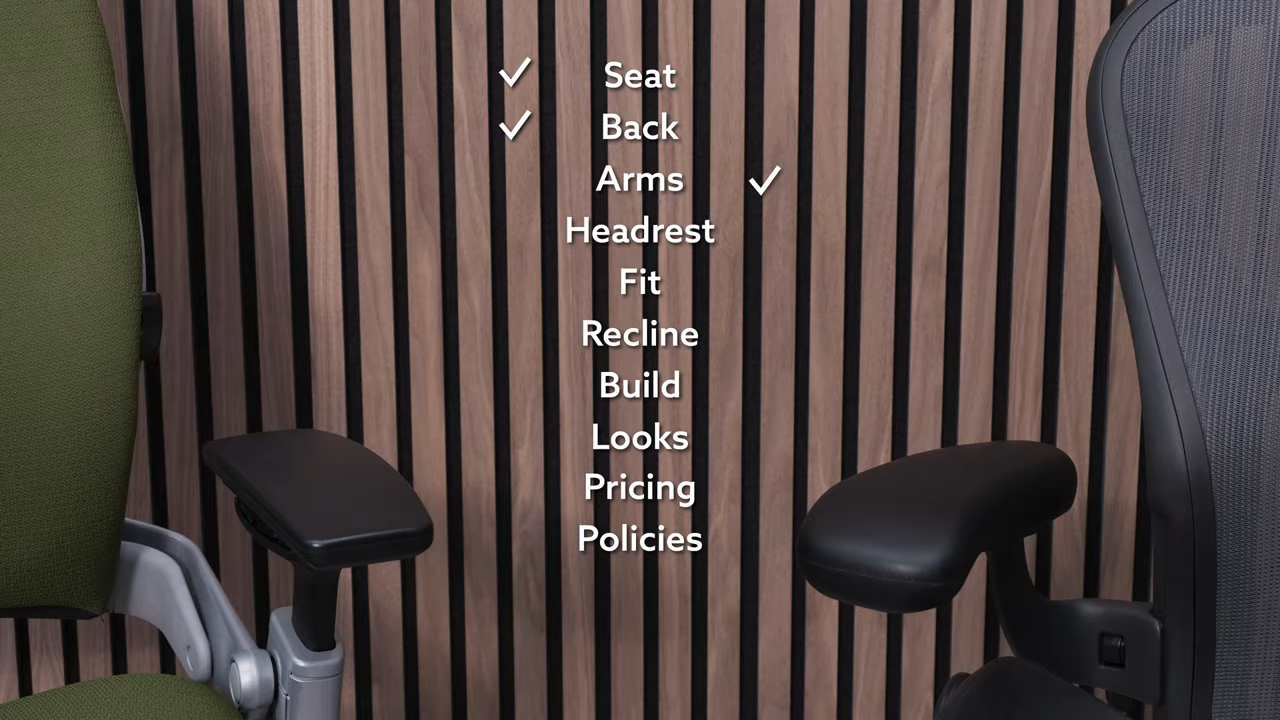 ✓ Seat
✓ Back
Arms ✓
Headrest
Fit
Recline
Build
Looks
Pricing
Policies